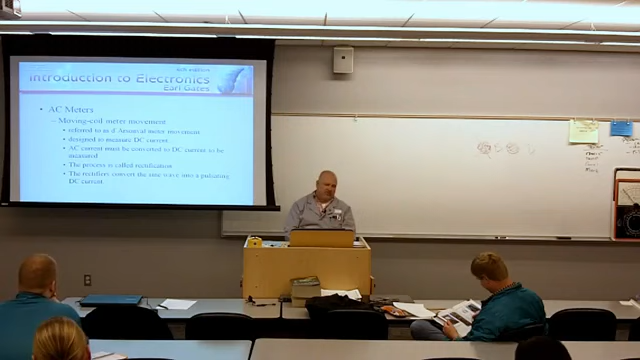 Introduction to Electronics
Earl Gates
• AC Meters
– Moving-coil meter movement
• referred to as d'Arsonval meter movement
• designed to measure DC current.
• AC current must be converted to DC current to be
measured
• The process is called rectification.
• The rectifiers convert the sine wave into a pulsating
DC current.